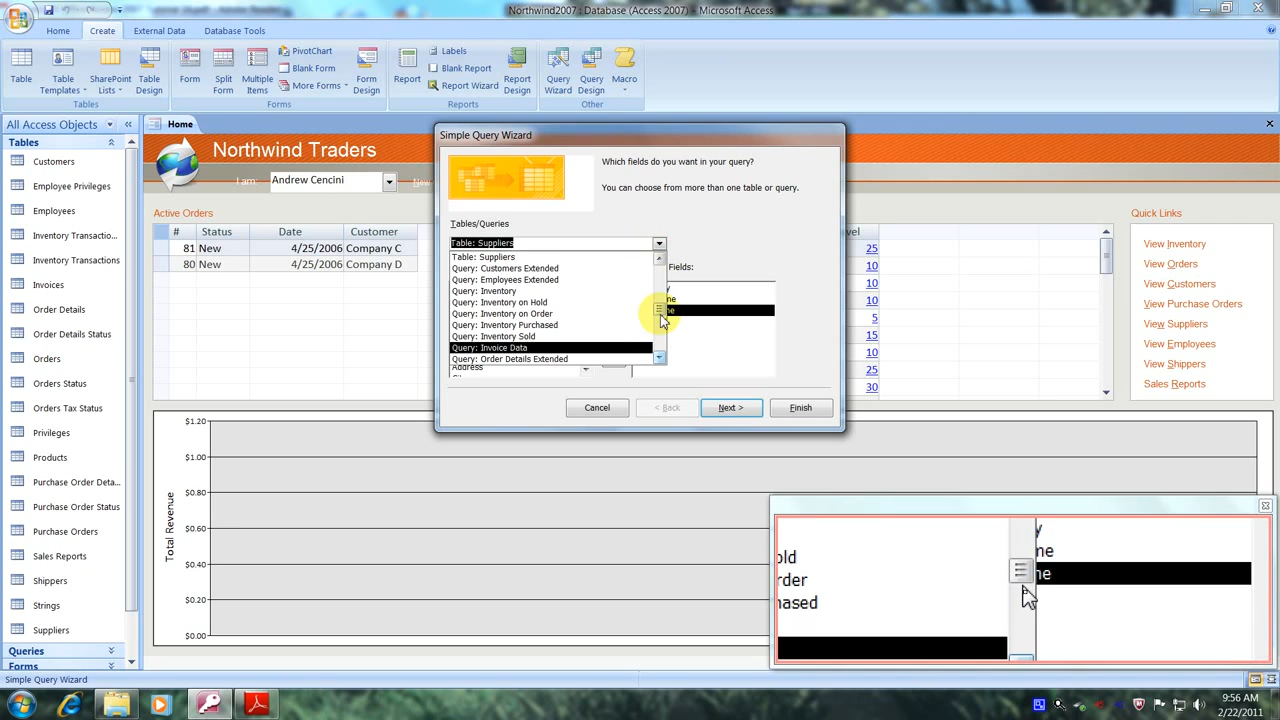 Northwind2007 : Database (Access 2007) - Microsoft Access
Home Create External Data Database Tools
Table
Table Templates
SharePoint Lists
Table Design
Tables
Form
Split Form
Multiple Items
PivotChart
Blank Form
More Forms
Form Design
Forms
Report
Labels
Blank Report
Report Wizard
Report Design
Reports
Query Wizard
Query Design
Macro
Other
All Access Objects
Tables
Customers
Employee Privileges
Employees
Inventory Transactio...
Inventory Transactions
Invoices
Order Details
Order Details Status
Orders
Orders Status
Orders Tax Status
Privileges
Products
Purchase Order Deta...
Purchase Order Status
Purchase Orders
Sales Reports
Shippers
Strings
Suppliers
Queries
Forms
Home
Northwind Traders
I am: Andrew Cencini
Active Orders
# Status Date Customer
81 New 4/25/2006 Company C
80 New 4/25/2006 Company D
25
10
10
10
5
15
10
25
30
Quick Links
View Inventory
View Orders
View Customers
View Purchase Orders
View Suppliers
View Employees
View Shippers
Sales Reports
Simple Query Wizard
Which fields do you want in your query?
You can choose from more than one table or query.
Tables/Queries
Table: Suppliers
Table: Suppliers
Query: Customers Extended
Query: Employees Extended
Query: Inventory
Query: Inventory on Hold
Query: Inventory on Order
Query: Inventory Purchased
Query: Inventory Sold
Query: Invoice Data
Query: Order Details Extended
Address
Fields:
y
me
me
Cancel < Back Next > Finish
Total Revenue
$1.20
$1.00
$0.80
$0.60
$0.40
$0.20
$0.00
old
rder
hased
y
me
ne
Simple Query Wizard
9:56 AM
2/22/2011